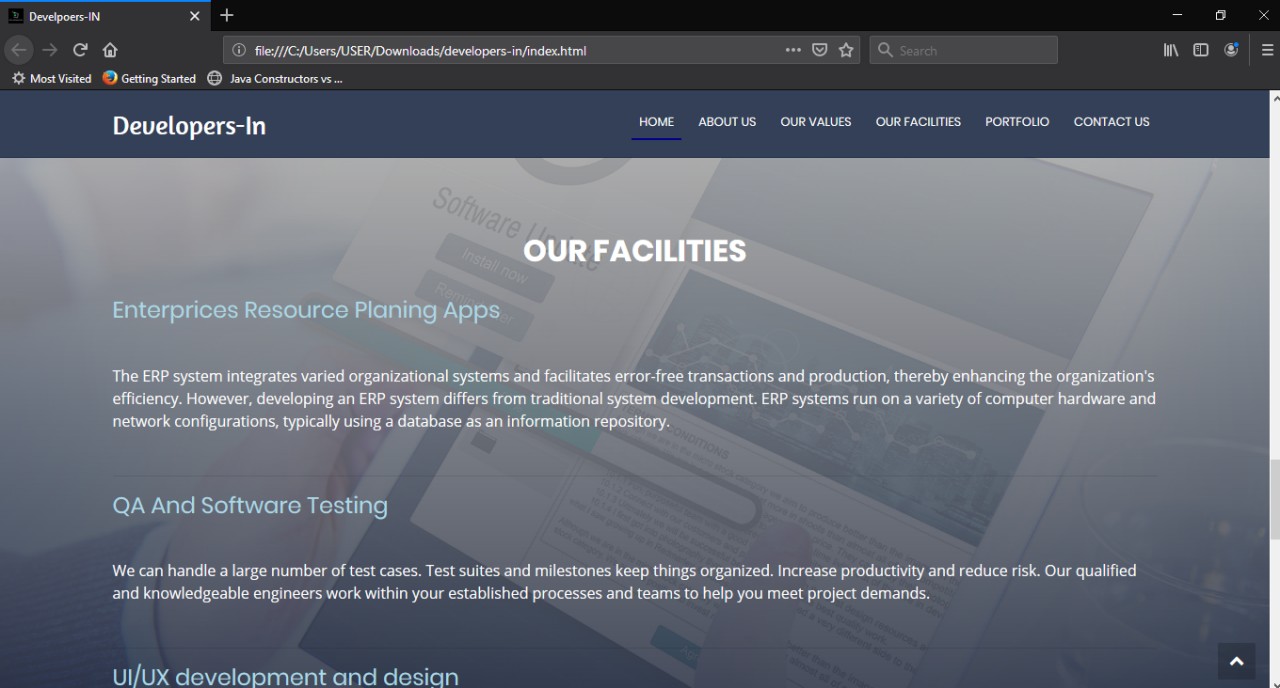 Develpoers-IN
file:///C:/Users/USER/Downloads/developers-in/index.html
Search
Most Visited
Getting Started
Java Constructors vs ...
Developers-In
HOME
ABOUT US
OUR VALUES
OUR FACILITIES
PORTFOLIO
CONTACT US
Software Update
Install now
OUR FACILITIES
Enterprices Resource Planing Apps
The ERP system integrates varied organizational systems and facilitates error-free transactions and production, thereby enhancing the organization's
efficiency. However, developing an ERP system differs from traditional system development. ERP systems run on a variety of computer hardware and
network configurations, typically using a database as an information repository.
QA And Software Testing
We can handle a large number of test cases. Test suites and milestones keep things organized. Increase productivity and reduce risk. Our qualified
and knowledgeable engineers work within your established processes and teams to help you meet project demands.
UI/UX development and design